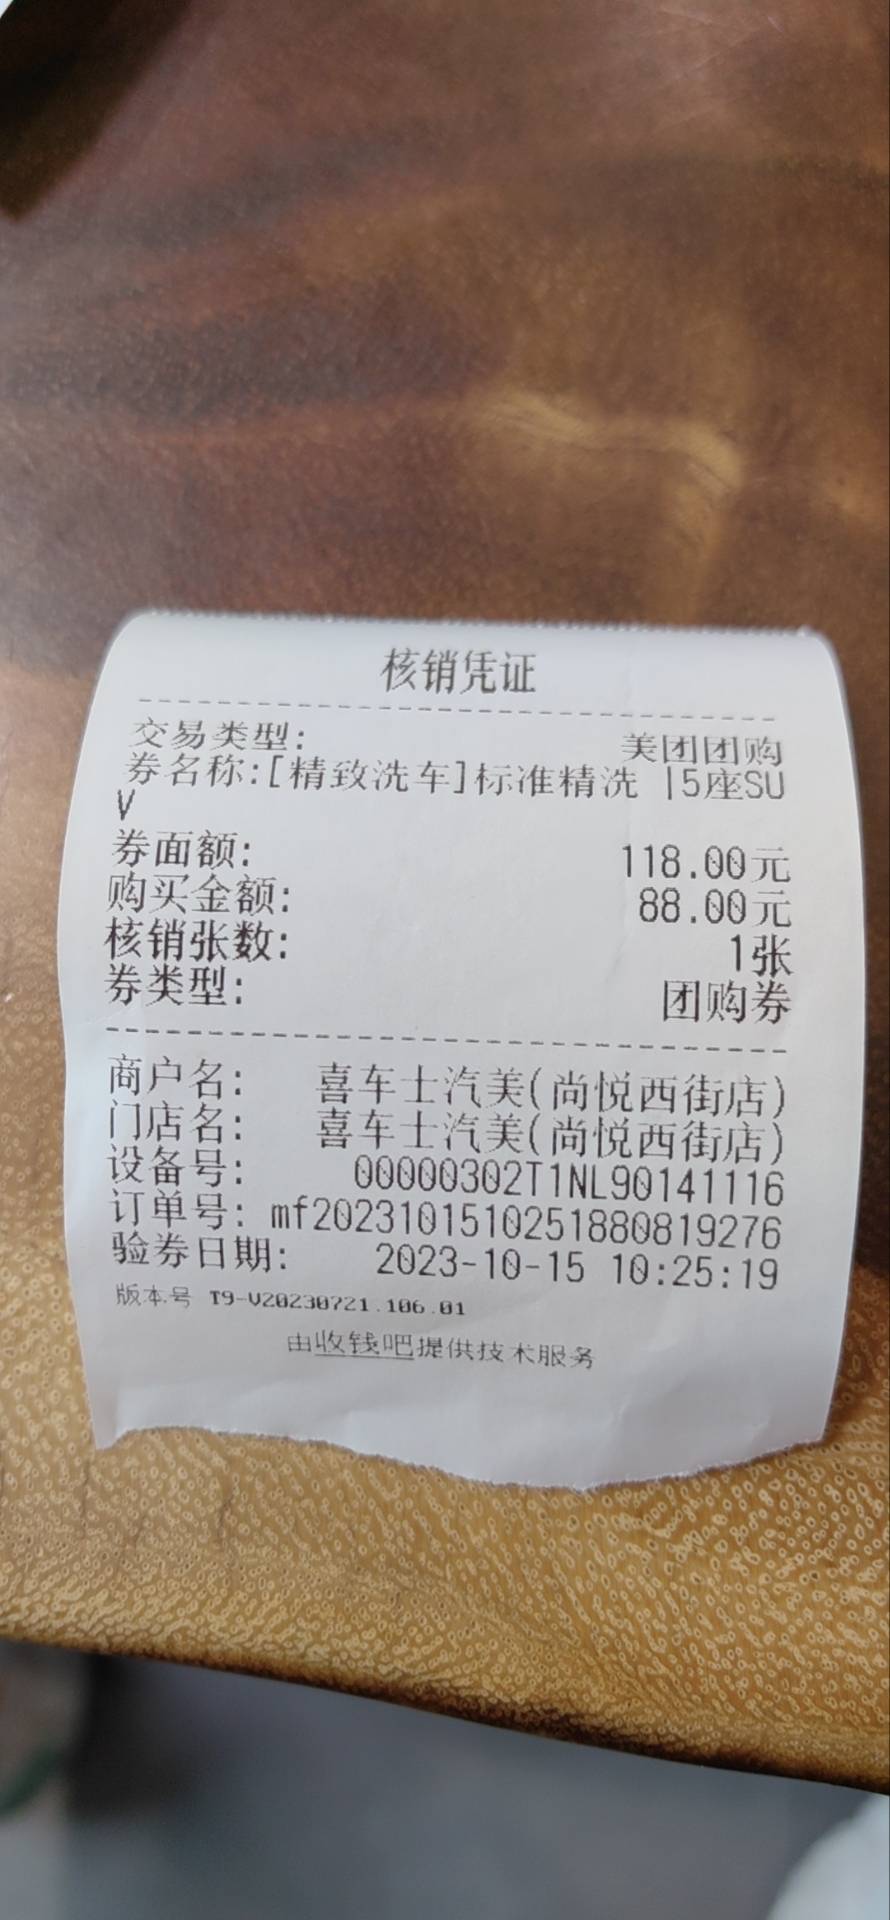 核销凭证
交易类型: 美团团购
券名称:[精致洗车]标准精洗 |5座SU
V
券面额: 118.00元
购买金额: 88.00元
核销张数: 1张
券类型: 团购券
商户名: 喜车士汽美(尚悦西街店)
门店名: 喜车士汽美(尚悦西街店)
设备号: 00000302T1NL90141116
订单号: mf20231015102518808​19276
验券日期: 2023-10-15 10:25:19
版本号 T9-V20230721.106.01
由收钱吧提供技术服务